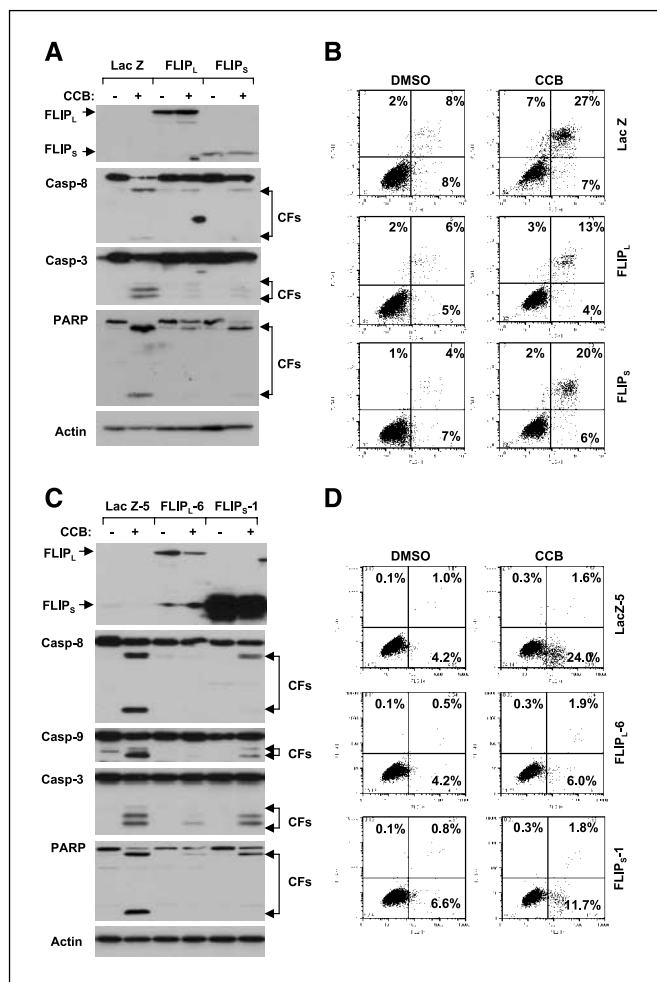 A
Lac Z FLIPL FLIPS
CCB: - + - + - +
FLIPL
FLIPS
Casp-8
CFs
Casp-3
CFs
PARP
CFs
Actin
B
DMSO CCB
2% 8% 7% 27%
8% 7%
Lac Z
2% 6% 3% 13%
5% 4%
FLIPL
1% 4% 2% 20%
7% 6%
FLIPS
C
Lac Z-5 FLIPL-6 FLIPS-1
CCB: - + - + - +
FLIPL
FLIPS
Casp-8
CFs
Casp-9
CFs
Casp-3
CFs
PARP
CFs
Actin
D
DMSO CCB
0.1% 1.0% 0.3% 1.6%
4.2% 24.0%
LacZ-5
0.1% 0.5% 0.3% 1.9%
4.2% 6.0%
FLIPL-6
0.1% 0.8% 0.3% 1.8%
6.6% 11.7%
FLIPS-1